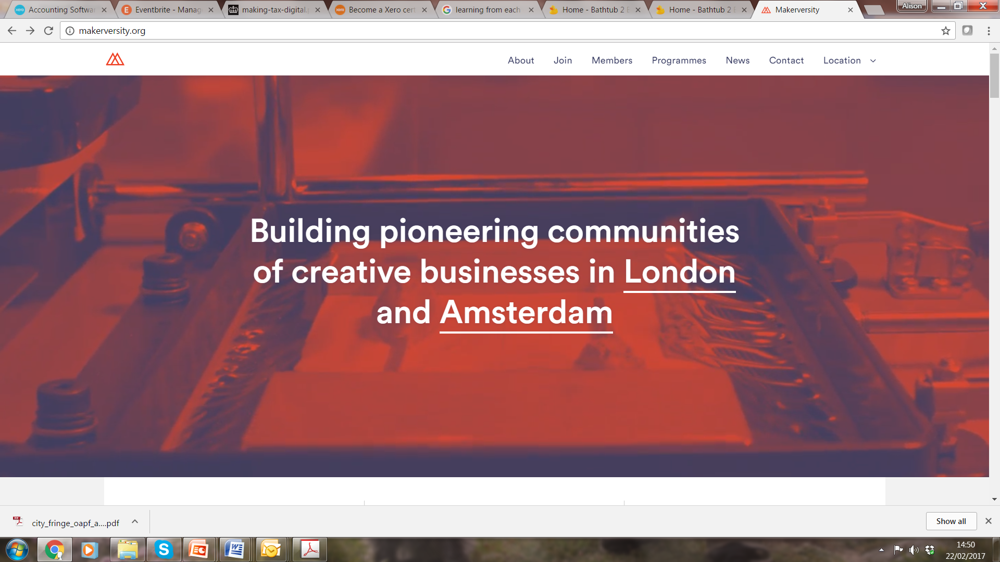 Accounting Softwar
Eventbrite - Manag
making-tax-digital.
Become a Xero cert
learning from each
Home - Bathtub 2 B
Home - Bathtub 2 B
Makerversity
Alison
makerversity.org
About Join Members Programmes News Contact Location
Building pioneering communities
of creative businesses in London
and Amsterdam
city_fringe_oapf_a....pdf
Show all
14:50
22/02/2017